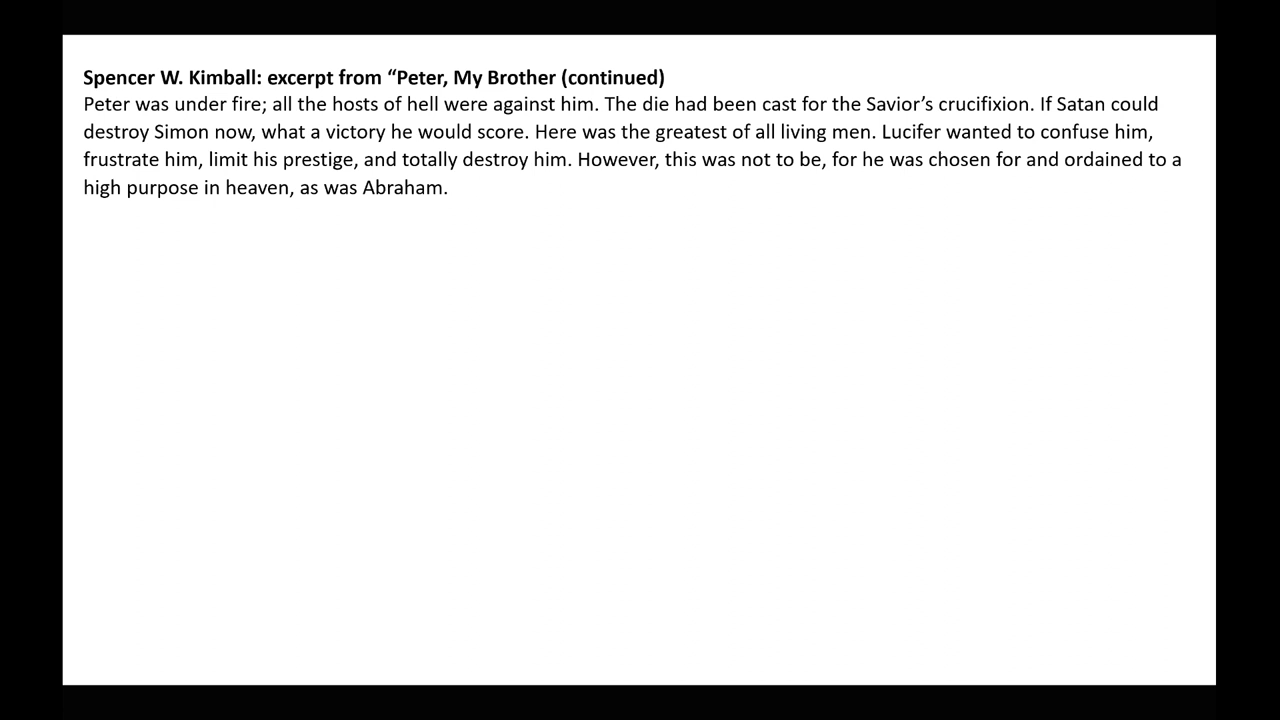 Spencer W. Kimball: excerpt from “Peter, My Brother (continued)
Peter was under fire; all the hosts of hell were against him. The die had been cast for the Savior’s crucifixion. If Satan could
destroy Simon now, what a victory he would score. Here was the greatest of all living men. Lucifer wanted to confuse him,
frustrate him, limit his prestige, and totally destroy him. However, this was not to be, for he was chosen for and ordained to a
high purpose in heaven, as was Abraham.